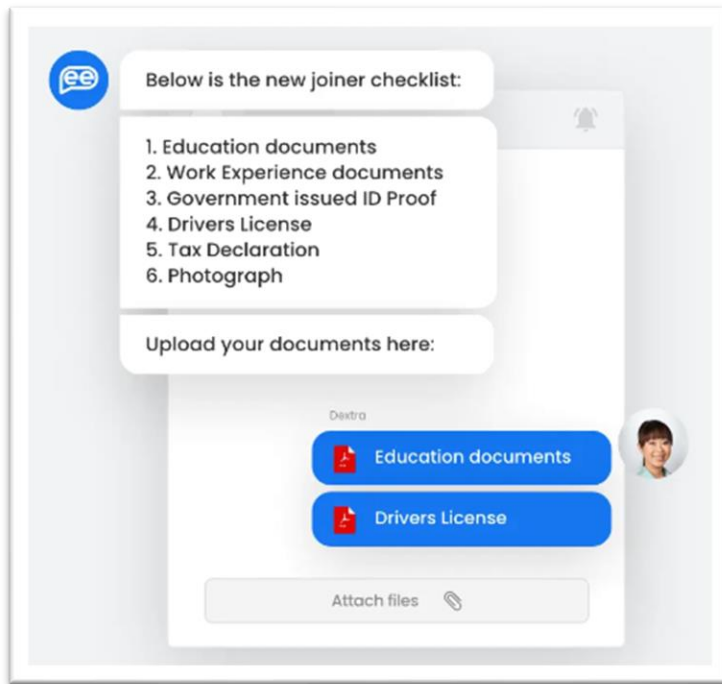 ee
Below is the new joiner checklist:
1. Education documents
2. Work Experience documents
3. Government issued ID Proof
4. Drivers License
5. Tax Declaration
6. Photograph
Upload your documents here:
Dextra
Education documents
Drivers License
Attach files